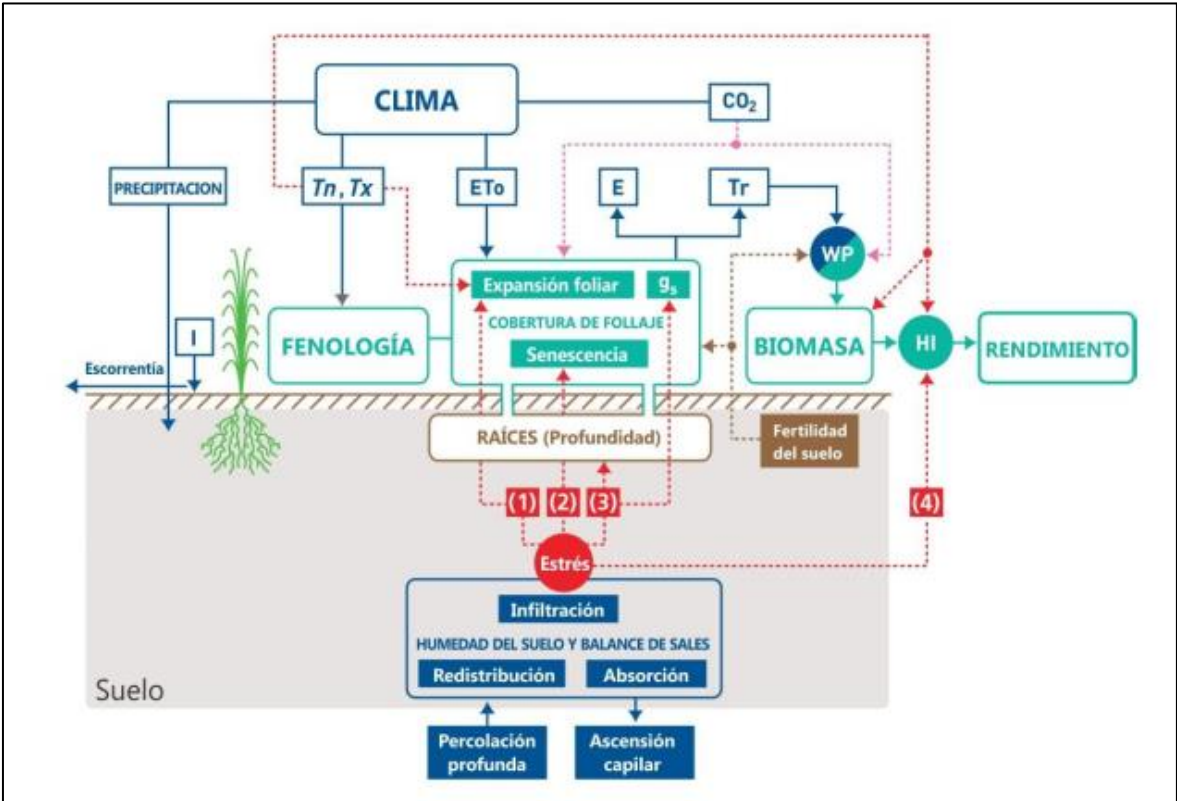 CLIMA
CO₂
PRECIPITACION
Tn, Tx
ETo
E
Tr
WP
Expansión foliar
gs
COBERTURA DE FOLLAJE
Senescencia
FENOLOGÍA
BIOMASA
HI
RENDIMIENTO
I
Escorrentía
RAÍCES (Profundidad)
Fertilidad
del suelo
(1)
(2)
(3)
(4)
Estrés
Infiltración
HUMEDAD DEL SUELO Y BALANCE DE SALES
Redistribución
Absorción
Suelo
Percolación
profunda
Ascensión
capilar